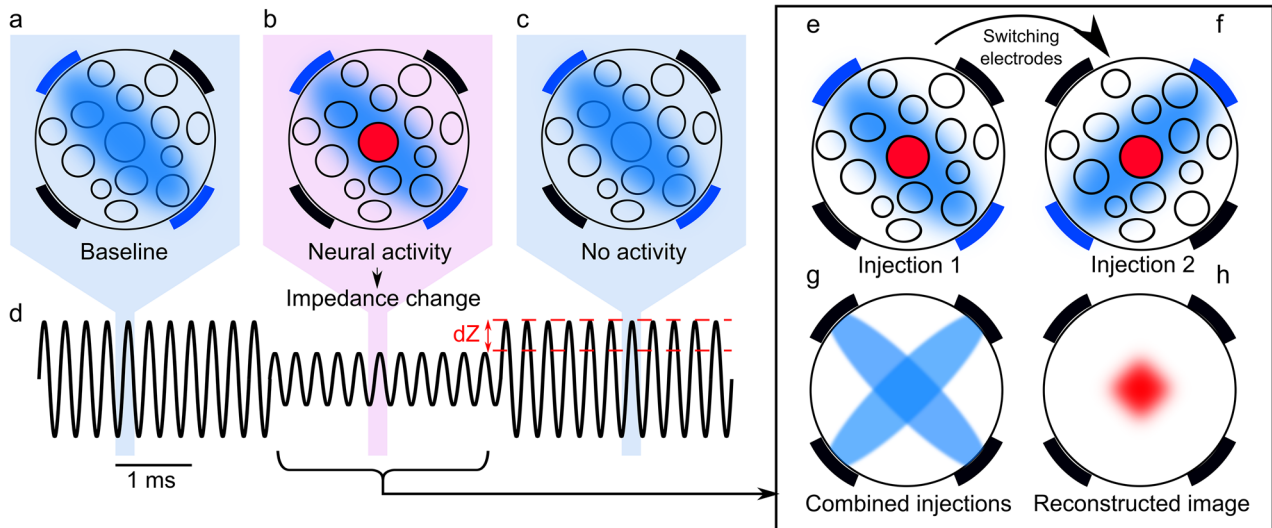 a
b
c
Baseline
Neural activity
No activity
Impedance change
d
dZ
1 ms
e
Switching
electrodes
f
Injection 1
Injection 2
g
h
Combined injections
Reconstructed image